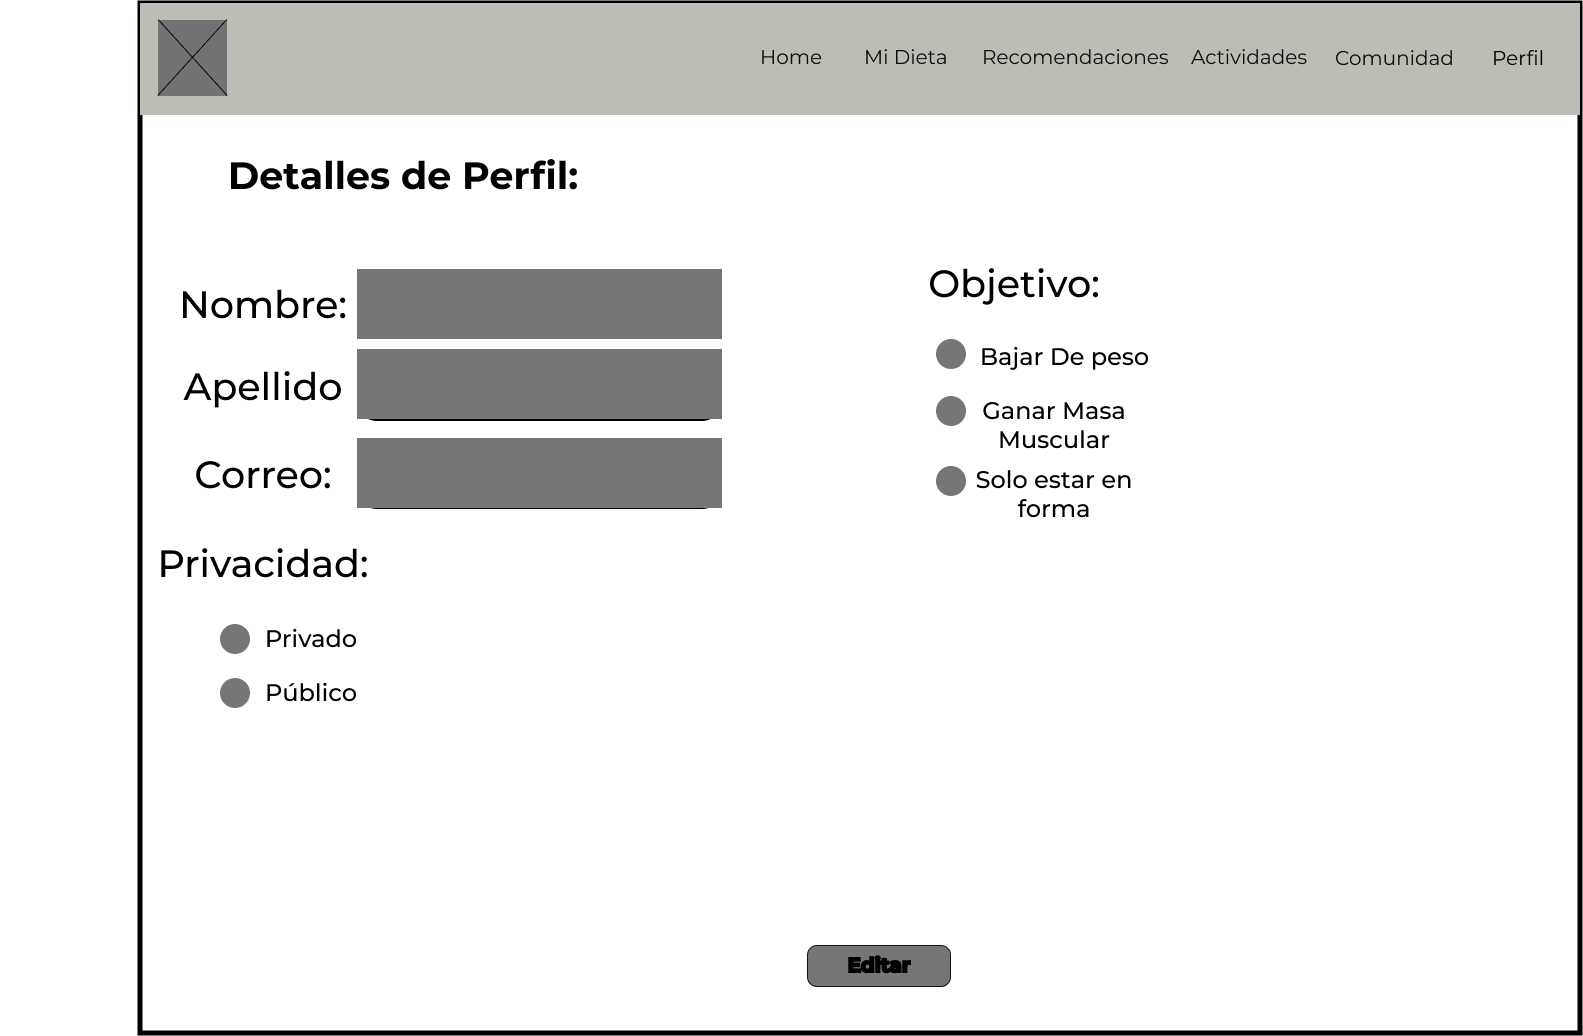 Home Mi Dieta Recomendaciones Actividades Comunidad Perfil
Detalles de Perfil:
Nombre:
Apellido
Correo:
Privacidad:
Privado
Público
Objetivo:
Bajar De peso
Ganar Masa
Muscular
Solo estar en
forma
Editar